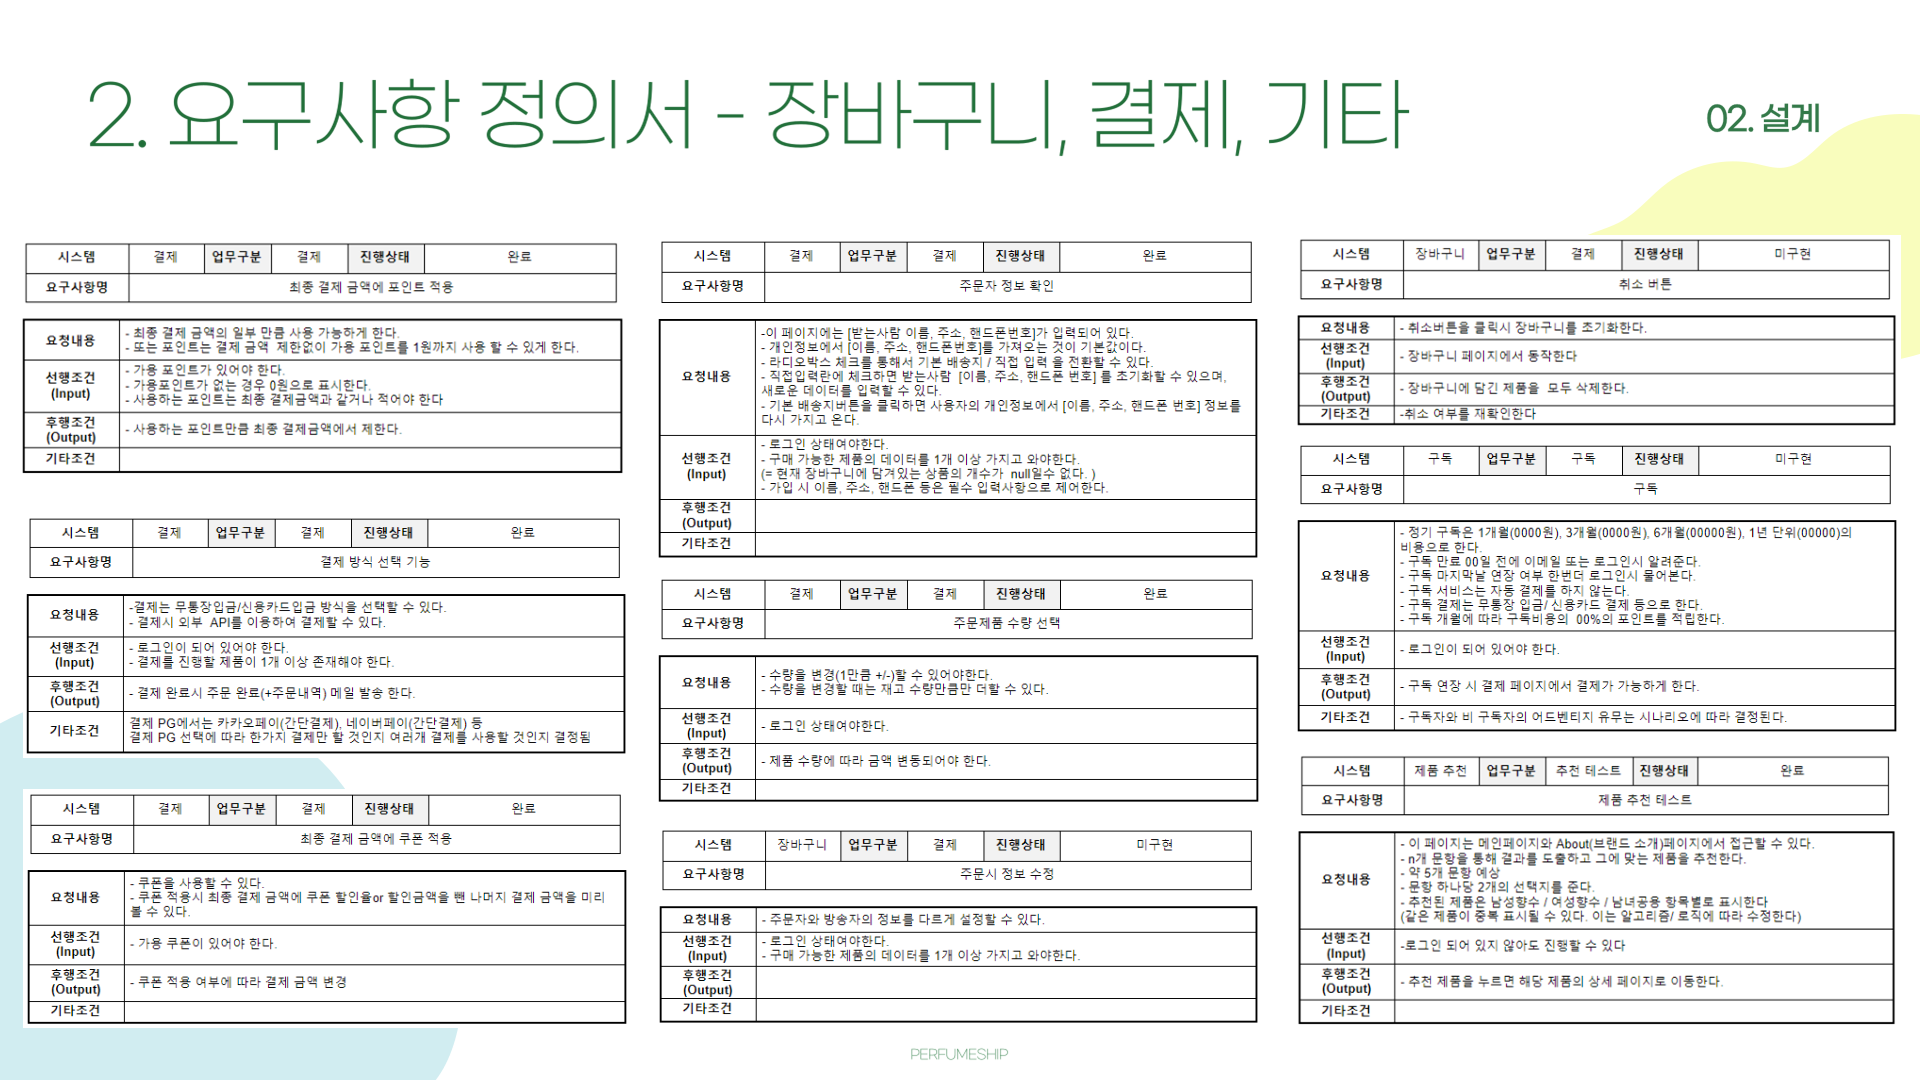 2. 요구사항 정의서 - 장바구니, 결제, 기타
02. 설계
시스템 결제 업무구분 결제 진행상태 완료
요구사항명 최종 결제 금액에 포인트 적용
요청내용
- 최종 결제 금액의 일부 만큼 사용 가능하게 한다.
- 또는 포인트는 결제 금액 제한없이 가용 포인트를 1원까지 사용 할 수 있게 한다.
선행조건
(Input)
- 가용 포인트가 있어야 한다.
- 가용포인트가 없는 경우 0원으로 표시한다.
- 사용하는 포인트는 최종 결제금액과 같거나 적어야 한다
후행조건
(Output)
- 사용하는 포인트만큼 최종 결제금액에서 제한다.
기타조건
시스템 결제 업무구분 결제 진행상태 완료
요구사항명 결제 방식 선택 기능
요청내용
-결제는 무통장입금/신용카드입금 방식을 선택할 수 있다.
- 결제시 외부 API를 이용하여 결제할 수 있다.
선행조건
(Input)
- 로그인이 되어 있어야 한다.
- 결제를 진행할 제품이 1개 이상 존재해야 한다.
후행조건
(Output)
- 결제 완료시 주문 완료(+주문내역) 메일 발송 한다.
기타조건
결제 PG에서는 카카오페이(간단결제), 네이버페이(간단결제) 등
결제 PG 선택에 따라 한가지 결제만 할 것인지 여러개 결제를 사용할 것인지 결정됨
시스템 결제 업무구분 결제 진행상태 완료
요구사항명 최종 결제 금액에 쿠폰 적용
요청내용
- 쿠폰을 사용할 수 있다.
- 쿠폰 적용시 최종 결제 금액에 쿠폰 할인율or 할인금액을 뺀 나머지 결제 금액을 미리
볼 수 있다.
선행조건
(Input)
- 가용 쿠폰이 있어야 한다.
후행조건
(Output)
- 쿠폰 적용 여부에 따라 결제 금액 변경
기타조건
시스템 결제 업무구분 결제 진행상태 완료
요구사항명 주문자 정보 확인
요청내용
-이 페이지에는 [받는사람 이름, 주소, 핸드폰번호]가 입력되어 있다.
- 개인정보에서 [이름, 주소, 핸드폰번호]를 가져오는 것이 기본값이다.
- 라디오박스 체크를 통해서 기본 배송지 / 직접 입력 을 전환할 수 있다.
- 직접입력란에 체크하면 받는사람 [이름, 주소, 핸드폰 번호] 를 초기화할 수 있으며,
새로운 데이터를 입력할 수 있다.
- 기본 배송지버튼을 클릭하면 사용자의 개인정보에서 [이름, 주소, 핸드폰 번호] 정보를
다시 가지고 온다.
선행조건
(Input)
- 로그인 상태여야한다.
- 구매 가능한 제품의 데이터를 1개 이상 가지고 와야한다.
(= 현재 장바구니에 담겨있는 상품의 개수가 null일수 없다. )
- 가입 시 이름, 주소, 핸드폰 등은 필수 입력사항으로 제어한다.
후행조건
(Output)
기타조건
시스템 결제 업무구분 결제 진행상태 완료
요구사항명 주문제품 수량 선택
요청내용
- 수량을 변경(1만큼 +/-)할 수 있어야한다.
- 수량을 변경할 때는 재고 수량만큼만 더할 수 있다.
선행조건
(Input)
- 로그인 상태여야한다.
후행조건
(Output)
- 제품 수량에 따라 금액 변동되어야 한다.
기타조건
시스템 장바구니 업무구분 결제 진행상태 미구현
요구사항명 주문시 정보 수정
요청내용 - 주문자와 방송자의 정보를 다르게 설정할 수 있다.
선행조건
(Input)
- 로그인 상태여야한다.
- 구매 가능한 제품의 데이터를 1개 이상 가지고 와야한다.
후행조건
(Output)
기타조건
시스템 장바구니 업무구분 결제 진행상태 미구현
요구사항명 취소 버튼
요청내용 - 취소버튼을 클릭시 장바구니를 초기화한다.
선행조건
(Input)
- 장바구니 페이지에서 동작한다
후행조건
(Output)
- 장바구니에 담긴 제품을 모두 삭제한다.
기타조건 -취소 여부를 재확인한다
시스템 구독 업무구분 구독 진행상태 미구현
요구사항명 구독
요청내용
- 정기 구독은 1개월(0000원), 3개월(0000원), 6개월(00000원), 1년 단위(00000)의
비용으로 한다.
- 구독 만료 00일 전에 이메일 또는 로그인시 알려준다.
- 구독 마지막날 연장 여부 한번더 로그인시 물어본다.
- 구독 서비스는 자동 결제를 하지 않는다.
- 구독 결제는 무통장 입금/ 신용카드 결제 등으로 한다.
- 구독 개월에 따라 구독비용의 00%의 포인트를 적립한다.
선행조건
(Input)
- 로그인이 되어 있어야 한다.
후행조건
(Output)
- 구독 연장 시 결제 페이지에서 결제가 가능하게 한다.
기타조건 - 구독자와 비 구독자의 어드벤티지 유무는 시나리오에 따라 결정된다.
시스템 제품 추천 업무구분 추천 테스트 진행상태 완료
요구사항명 제품 추천 테스트
요청내용
- 이 페이지는 메인페이지와 About(브랜드 소개)페이지에서 접근할 수 있다.
- n개 문항을 통해 결과를 도출하고 그에 맞는 제품을 추천한다.
- 약 5개 문항 예상
- 문항 하나당 2개의 선택지를 준다.
- 추천된 제품은 남성향수 / 여성향수 / 남녀공용 항목별로 표시한다
(같은 제품이 중복 표시될 수 있다. 이는 알고리즘/ 로직에 따라 수정한다)
선행조건
(Input)
-로그인 되어 있지 않아도 진행할 수 있다
후행조건
(Output)
- 추천 제품을 누르면 해당 제품의 상세 페이지로 이동한다.
기타조건
PERFUMESHIP